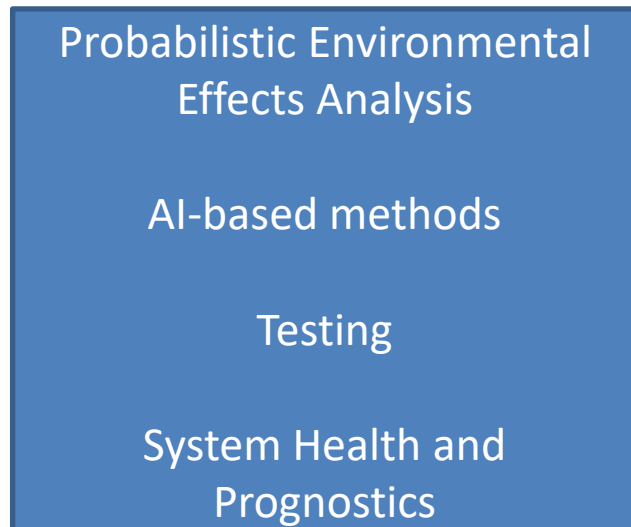 Probabilistic Environmental
Effects Analysis
AI-based methods
Testing
System Health and
Prognostics